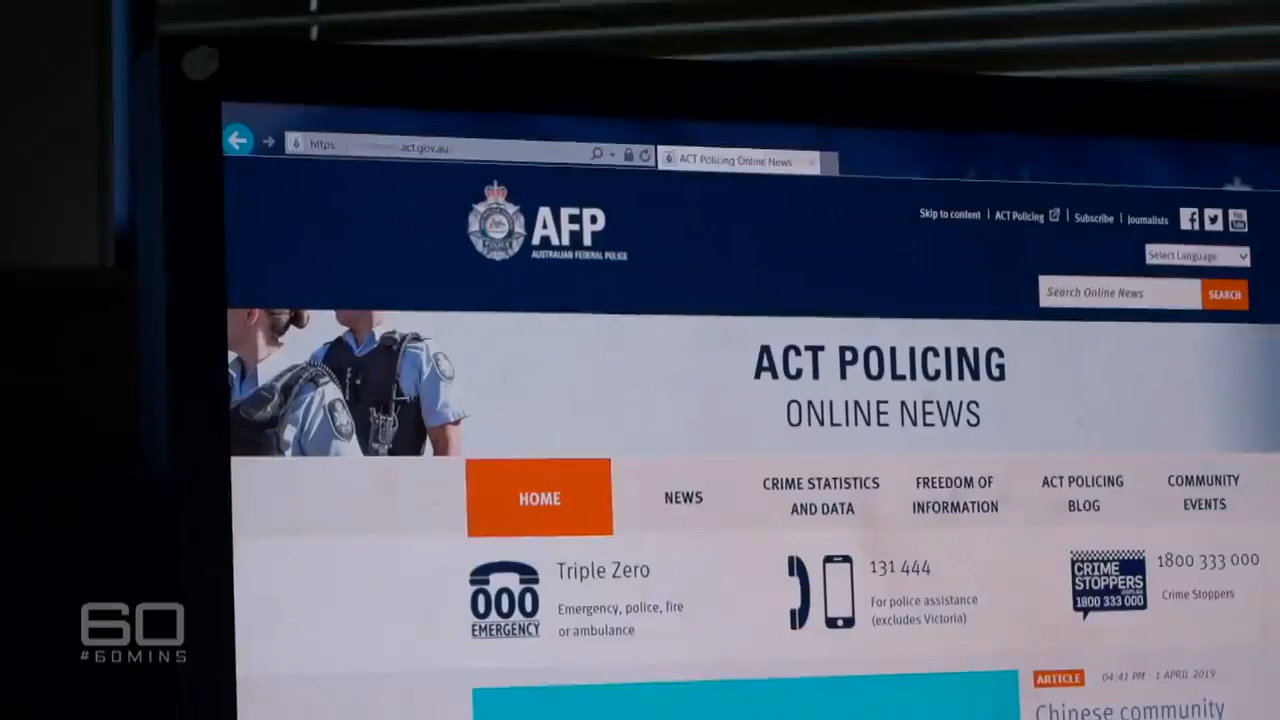 https
act.gov.au
ACT Policing Online News
AFP
AUSTRALIAN FEDERAL POLICE
Skip to content | ACT Policing | Subscribe | Journalists
You Tube
Select Language
Search Online News
SEARCH
ACT POLICING
ONLINE NEWS
HOME
NEWS
CRIME STATISTICS
AND DATA
FREEDOM OF
INFORMATION
ACT POLICING
BLOG
COMMUNITY
EVENTS
000
EMERGENCY
Triple Zero
Emergency, police, fire
or ambulance
131 444
For police assistance
(excludes Victoria)
CRIME
STOPPERS
.com.au
1800 333 000
1800 333 000
Crime Stoppers
ARTICLE
04:41 PM - 1 APRIL 2019
Chinese community
60
#60MINS